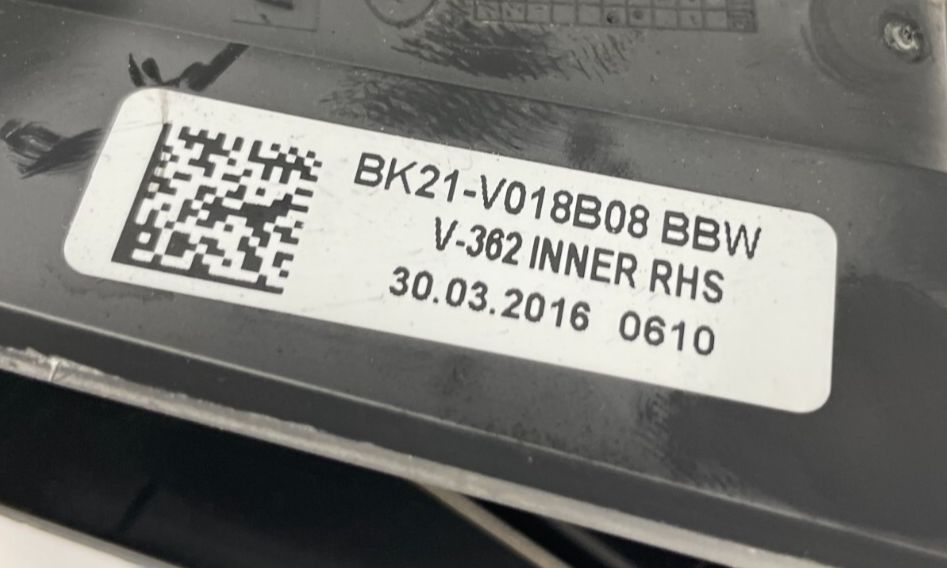 BK21-V018B08 BBW
V-362 INNER RHS
30.03.2016 0610